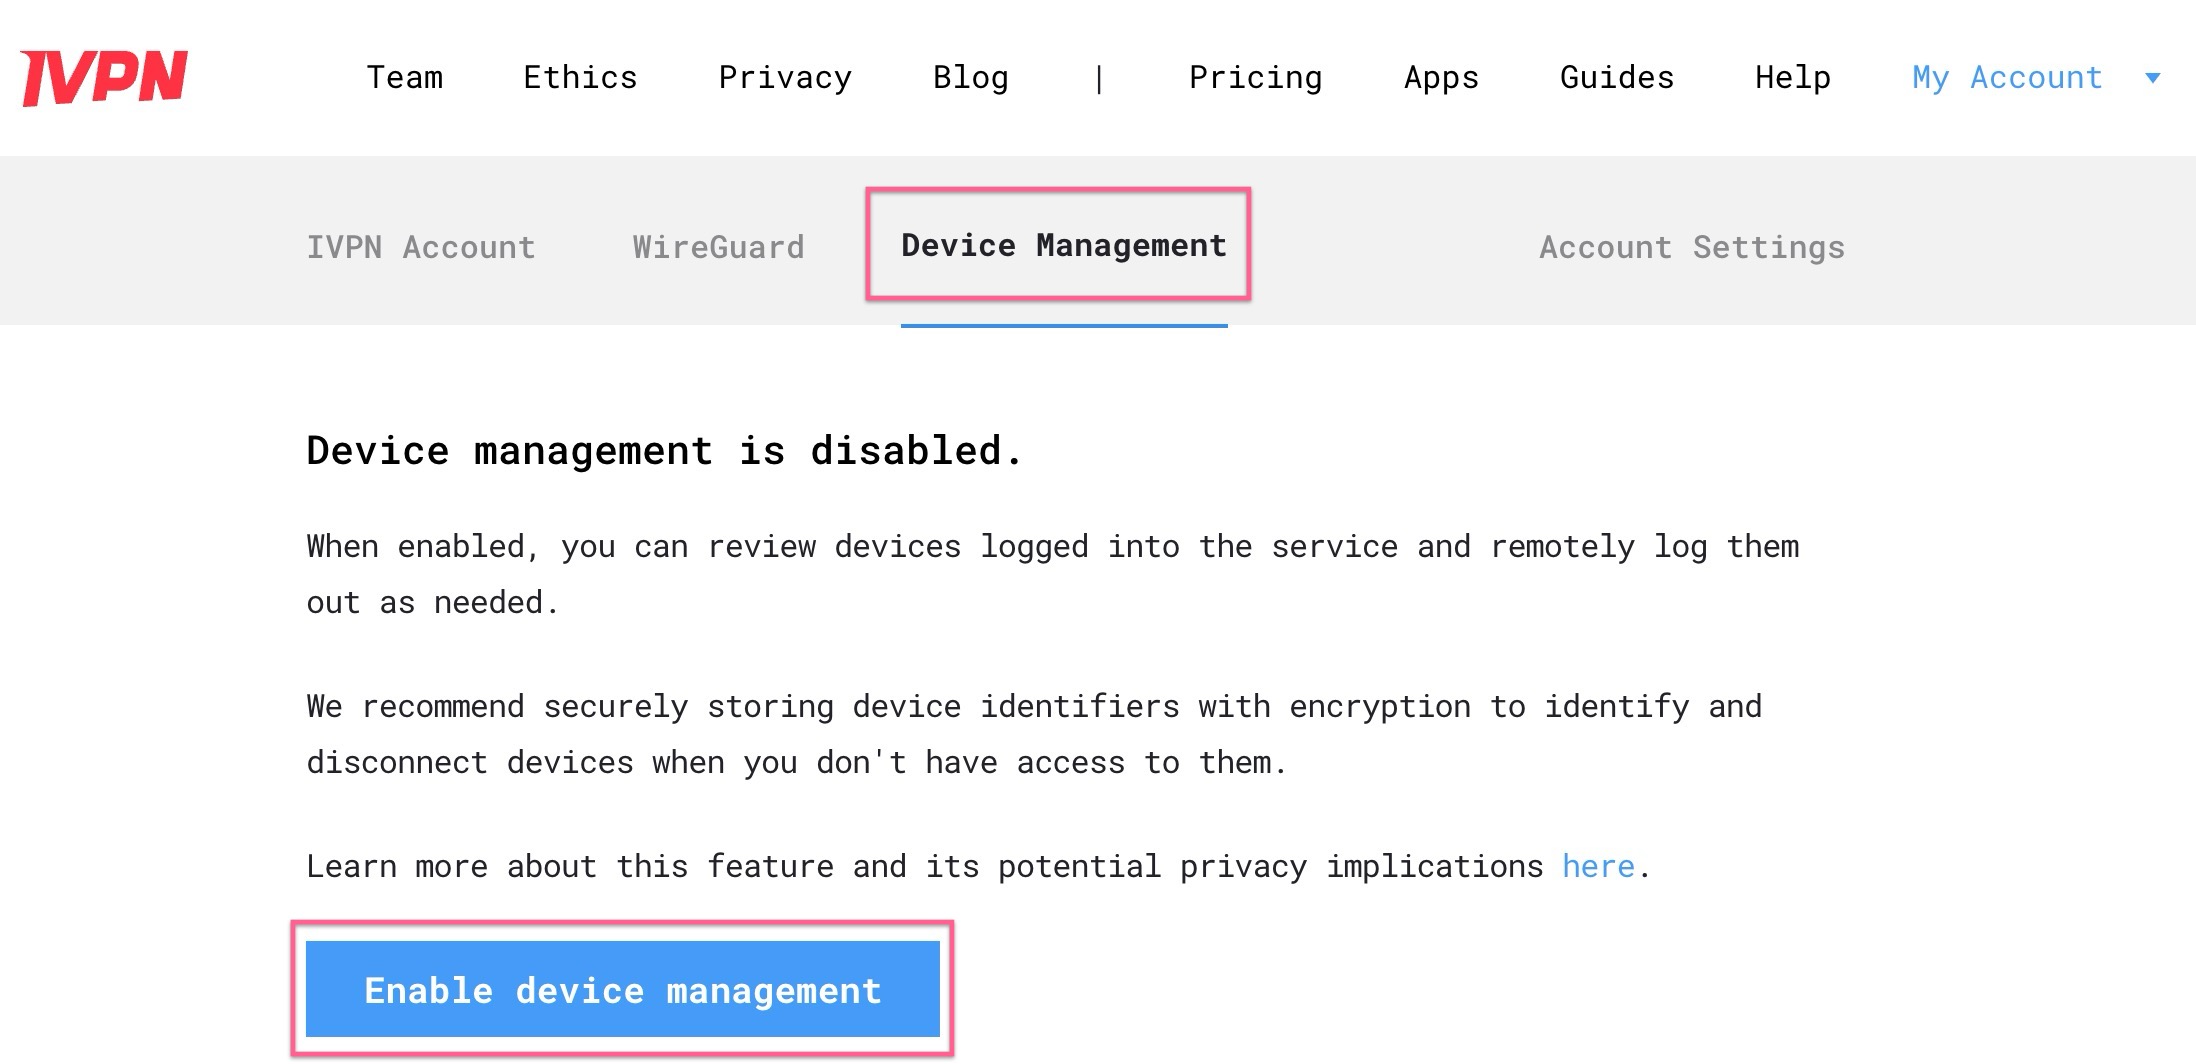 IVPN Team Ethics Privacy Blog | Pricing Apps Guides Help My Account
IVPN Account WireGuard Device Management Account Settings
Device management is disabled.
When enabled, you can review devices logged into the service and remotely log them
out as needed.
We recommend securely storing device identifiers with encryption to identify and
disconnect devices when you don't have access to them.
Learn more about this feature and its potential privacy implications here.
Enable device management